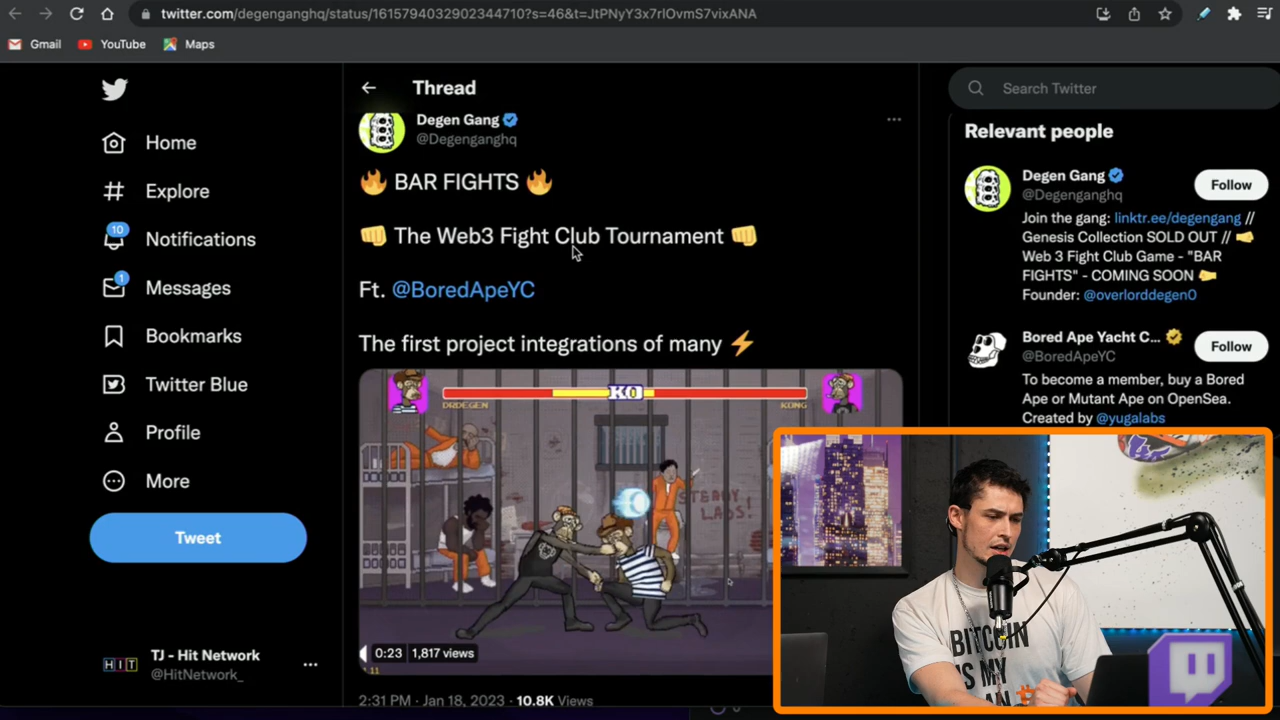 twitter.com/degenganghq/status/1615794032902344710?s=46&t=JtPNyY3x7rlOvmS7vixANA
Gmail
YouTube
Maps
Home
Explore
10
Notifications
1
Messages
Bookmarks
Twitter Blue
Profile
More
Tweet
HIT
TJ - Hit Network
@HitNetwork_
Thread
Degen Gang
@Degenganghq
🔥 BAR FIGHTS 🔥
👊 The Web3 Fight Club Tournament 👊
Ft. @BoredApeYC
The first project integrations of many ⚡
KO
DRDEGEN
KONG
STEADY
LADS!
0:23
1,817 views
2:31 PM · Jan 18, 2023 · 10.8K Views
Search Twitter
Relevant people
Degen Gang
@Degenganghq
Follow
Join the gang: linktr.ee/degengang //
Genesis Collection SOLD OUT // 🤛
Web 3 Fight Club Game - "BAR
FIGHTS" - COMING SOON 🤜
Founder: @overlorddegen0
Bored Ape Yacht C...
@BoredApeYC
Follow
To become a member, buy a Bored
Ape or Mutant Ape on OpenSea.
Created by @yugalabs
BITCOIN
IS MY